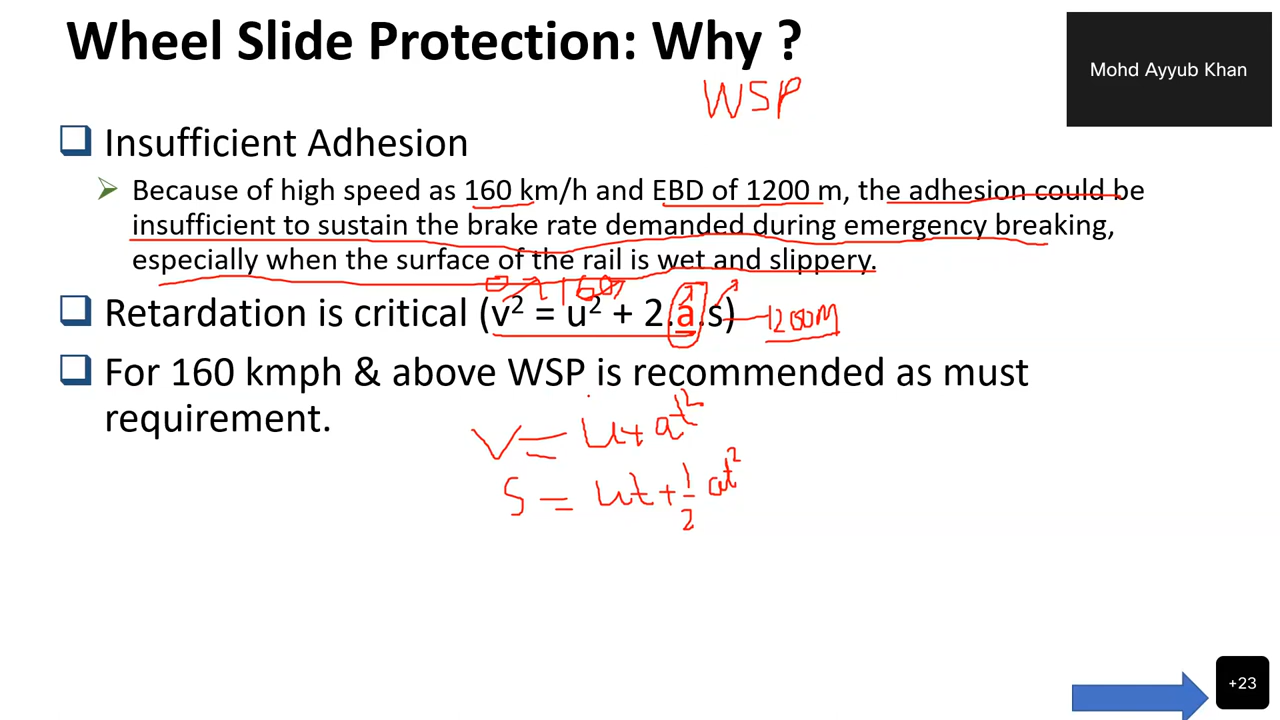 Wheel Slide Protection: Why ?
Mohd Ayyub Khan
WSP
Insufficient Adhesion
Because of high speed as 160 km/h and EBD of 1200 m, the adhesion could be
insufficient to sustain the brake rate demanded during emergency breaking,
especially when the surface of the rail is wet and slippery.
0 160
Retardation is critical (v² = u² + 2.a.s)
1200M
For 160 kmph & above WSP is recommended as must
requirement.
V = u + at²
S = ut + 1/2 at²
+23